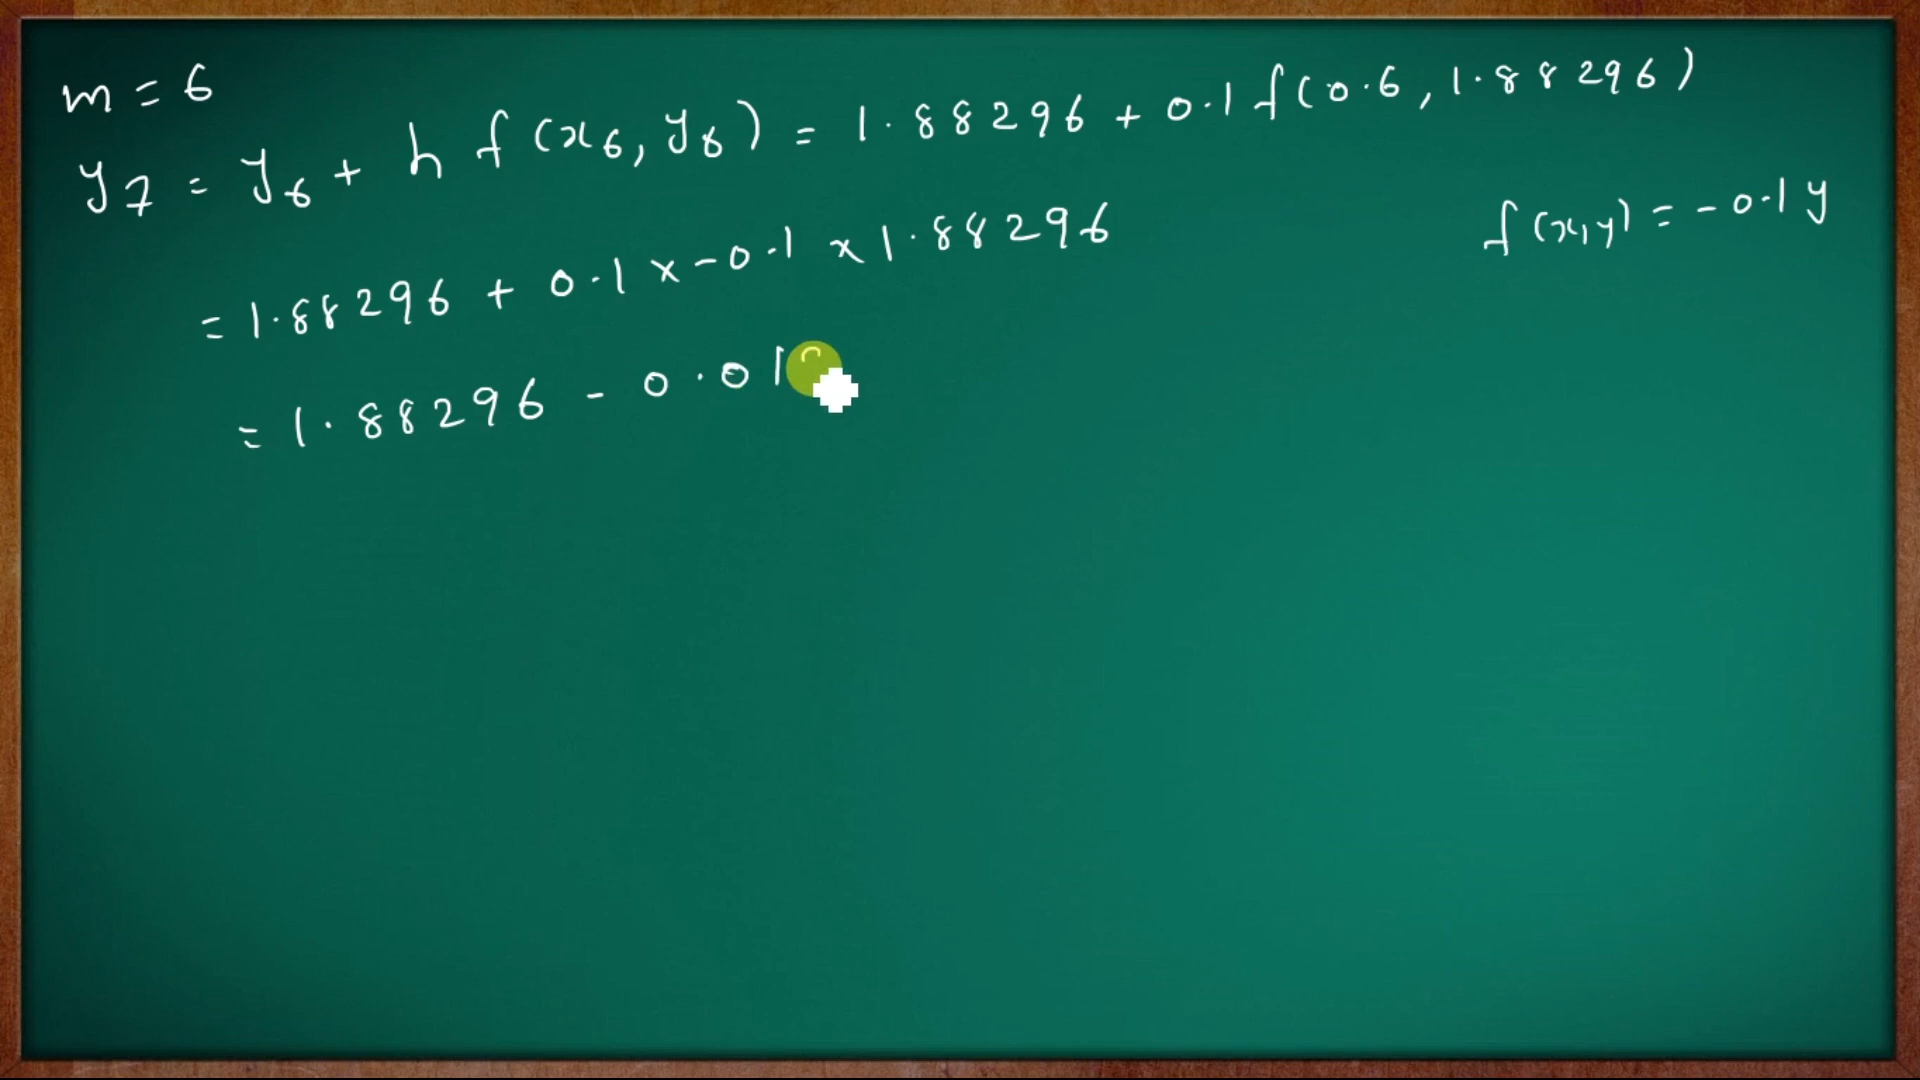 m = 6
y7 = y6 + h f(x6, y6) = 1.88296 + 0.1 f(0.6, 1.88296)
f(x,y) = -0.1 y
= 1.88296 + 0.1 x -0.1 x 1.88296
= 1.88296 - 0.01